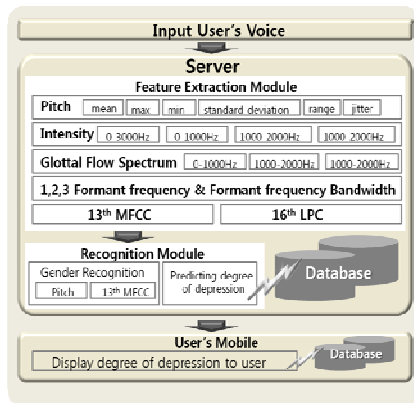 Input User's Voice
Server
Feature Extraction Module
Pitch mean max min standard deviation range jitter
Intensity 0-3000Hz 0-1000Hz 1000-2000Hz 1000-2000Hz
Glottal Flow Spectrum 0-1000Hz 1000-2000Hz 1000-2000Hz
1,2,3 Formant frequency & Formant frequency Bandwidth
13th MFCC 16th LPC
Recognition Module
Gender Recognition
Pitch 13th MFCC
Predicting degree
of depression
Database
User's Mobile
Display degree of depression to user
Database